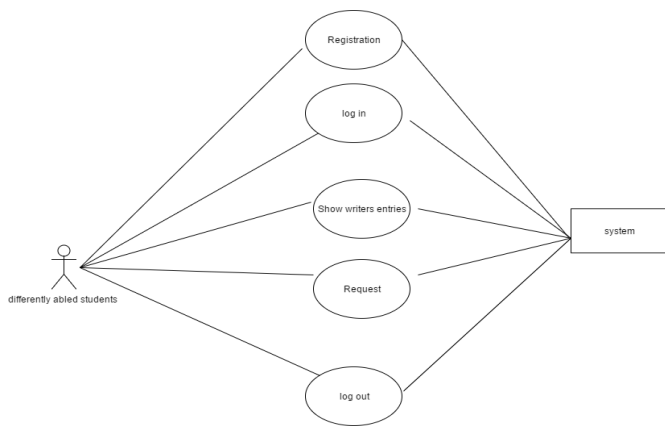 Registration
log in
Show writers entries
system
differently abled students
Request
log out